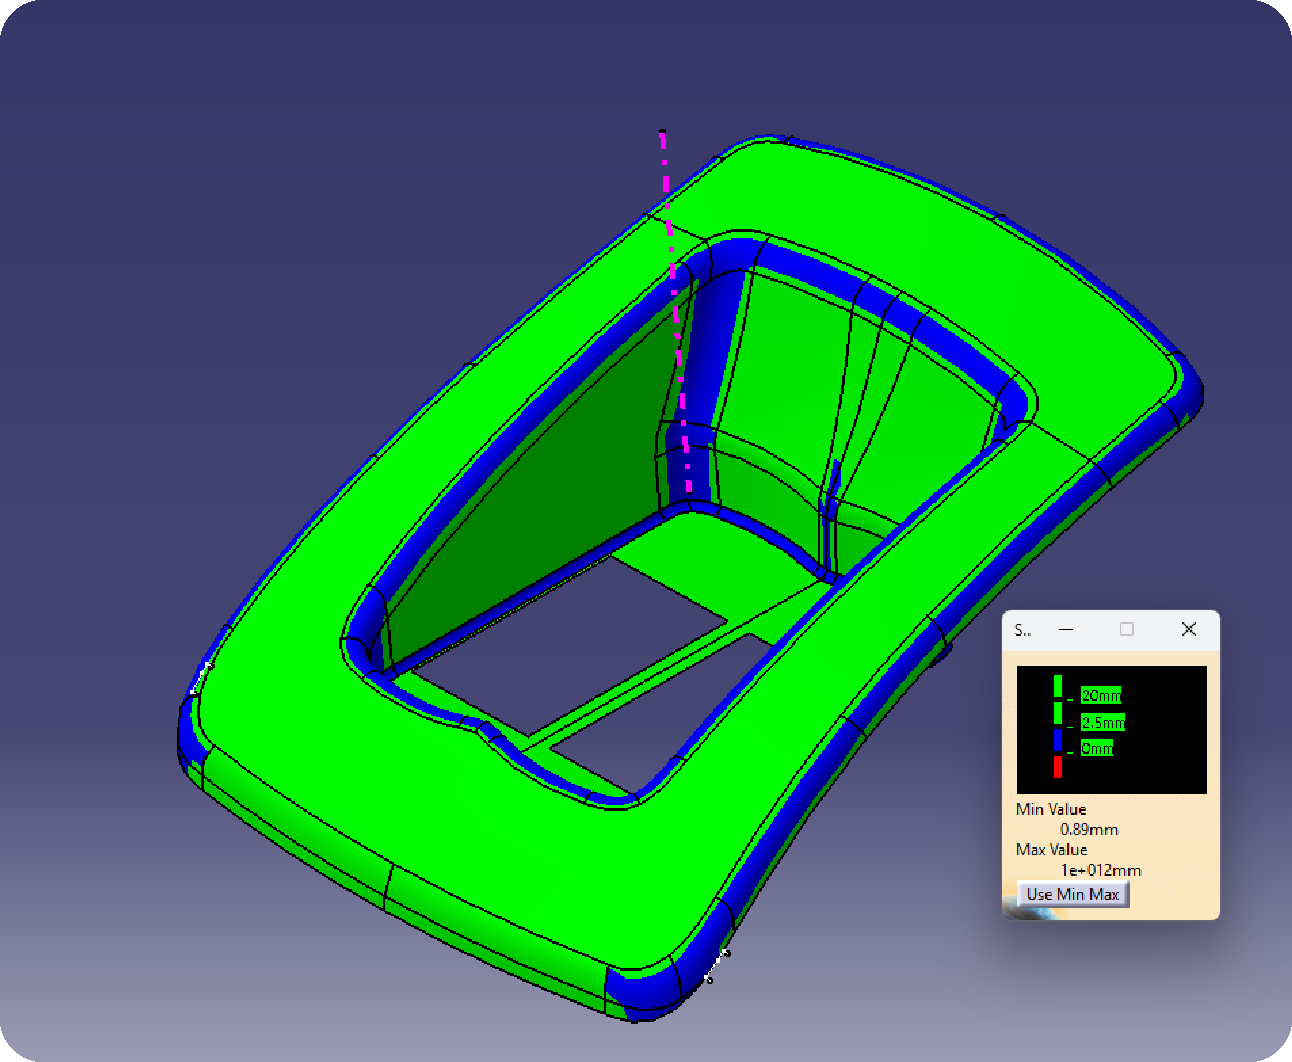 S..
20mm
2.5mm
0mm
Min Value
0.89mm
Max Value
1e+012mm
Use Min Max